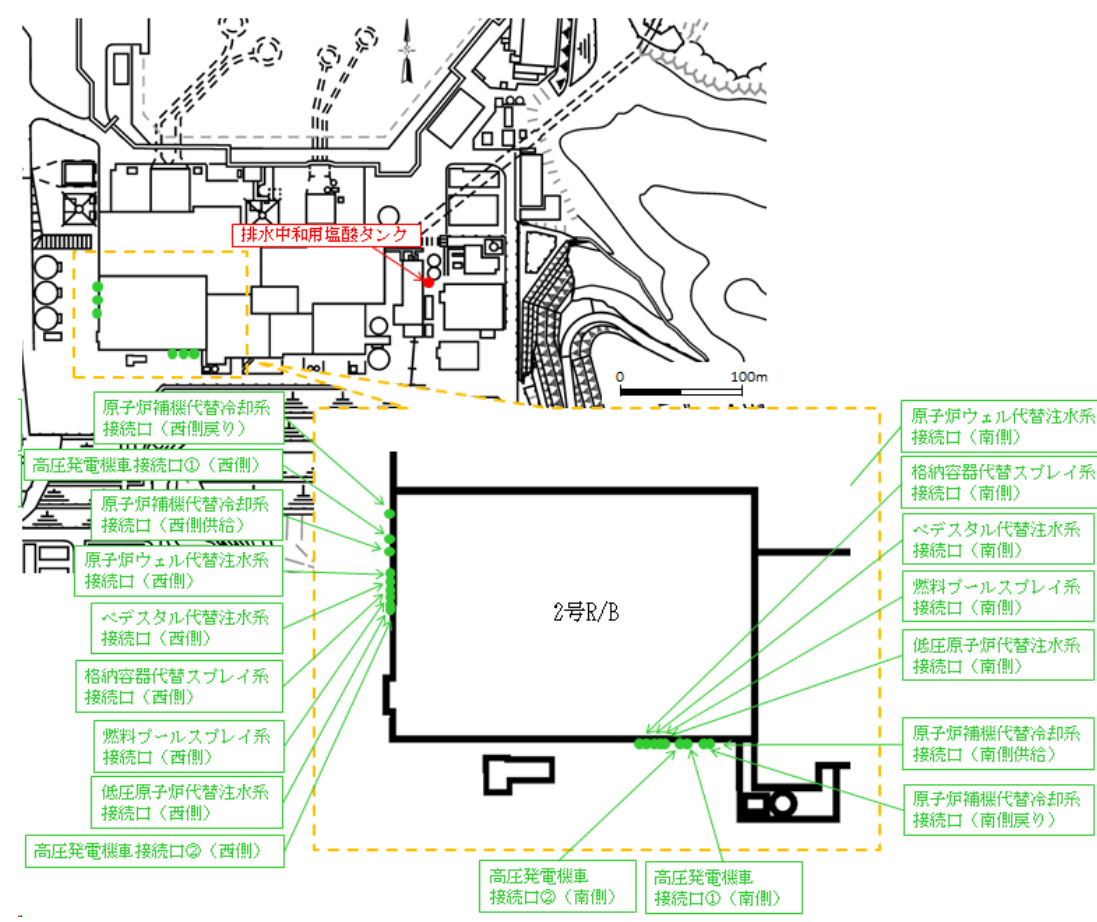 排水中和用塩酸タンク
0
100m
原子炉補機代替冷却系
接続口（西側戻り）
高圧発電機車接続口①（西側）
原子炉補機代替冷却系
接続口（西側供給）
原子炉ウェル代替注水系
接続口（西側）
ペデスタル代替注水系
接続口（西側）
格納容器代替スプレイ系
接続口（西側）
燃料プールスプレイ系
接続口（西側）
低圧原子炉代替注水系
接続口（西側）
高圧発電機車接続口②（西側）
2号R/B
原子炉ウェル代替注水系
接続口（南側）
格納容器代替スプレイ系
接続口（南側）
ペデスタル代替注水系
接続口（南側）
燃料プールスプレイ系
接続口（南側）
低圧原子炉代替注水系
接続口（南側）
原子炉補機代替冷却系
接続口（南側供給）
原子炉補機代替冷却系
接続口（南側戻り）
高圧発電機車
接続口②（南側）
高圧発電機車
接続口①（南側）